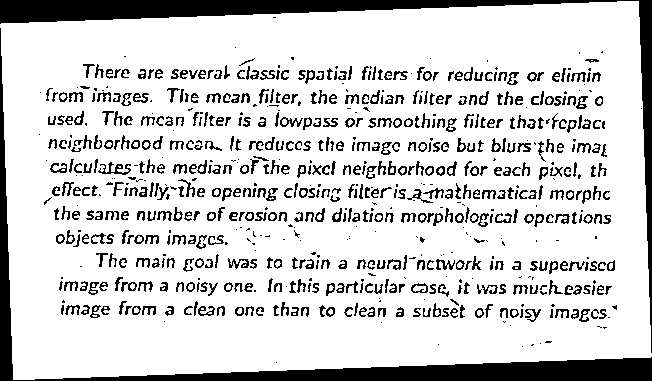 There are several classic spatial filters for reducing or elimin
from images. The mean filter, the median filter and the closing o
used. The mean filter is a lowpass or smoothing filter that replace
neighborhood mean. It reduces the image noise but blurs the imag
calculates the median of the pixel neighborhood for each pixel, th
effect. Finally, the opening closing filter is a mathematical morpho
the same number of erosion and dilation morphological operations
objects from images.
The main goal was to train a neural network in a supervised
image from a noisy one. In this particular case, it was much easier
image from a clean one than to clean a subset of noisy images.